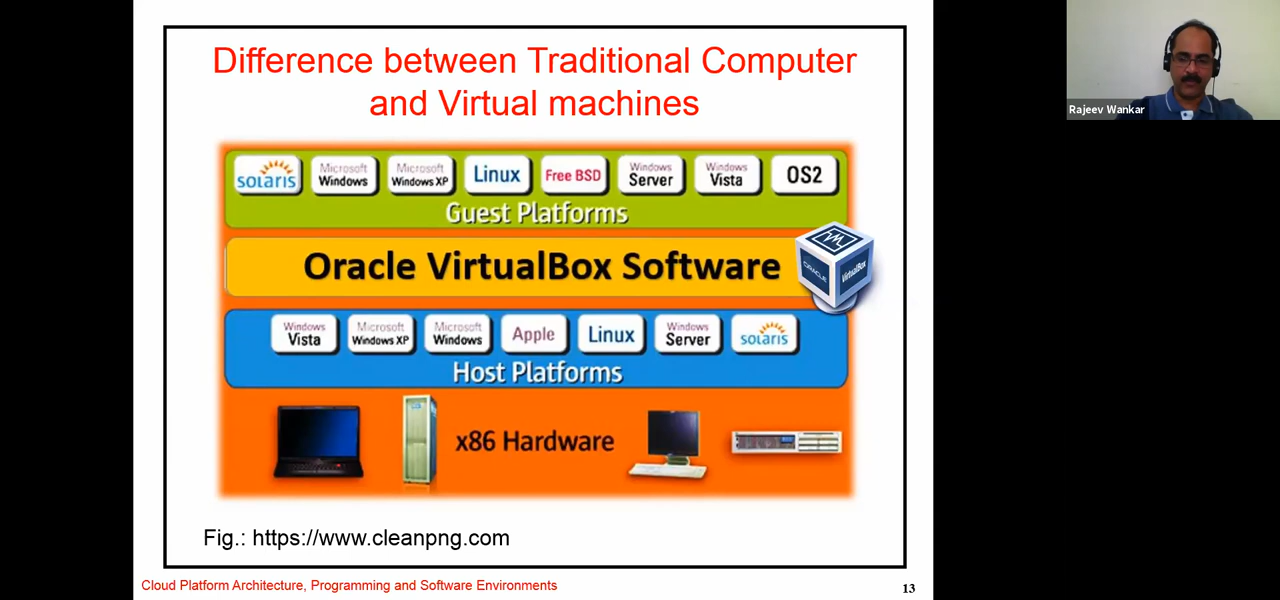 Difference between Traditional Computer
and Virtual machines
Rajeev Wankar
solaris
Microsoft
Windows
Microsoft
Windows XP
Linux
Free BSD
Windows
Server
Windows
Vista
OS2
Guest Platforms
Oracle VirtualBox Software
ORACLE
VirtualBox
Windows
Vista
Microsoft
Windows XP
Microsoft
Windows
Apple
Linux
Windows
Server
solaris
Host Platforms
x86 Hardware
Fig.: https://www.cleanpng.com
Cloud Platform Architecture, Programming and Software Environments
13